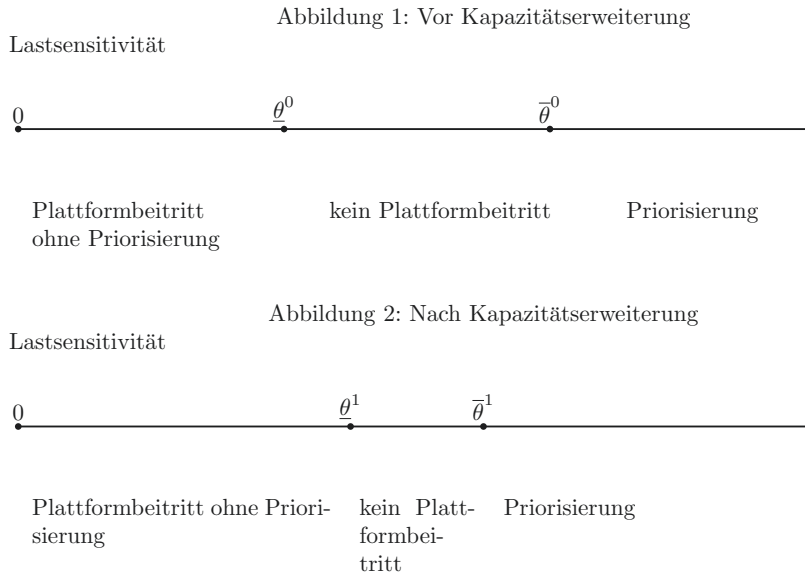 Abbildung 1: Vor Kapazitätserweiterung
Lastsensitivität
0 θ̲⁰ θ̅⁰
Plattformbeitritt ohne Priorisierung
kein Plattformbeitritt
Priorisierung
Abbildung 2: Nach Kapazitätserweiterung
Lastsensitivität
0 θ̲¹ θ̅¹
Plattformbeitritt ohne Priori-
sierung
kein Platt-
formbei-
tritt
Priorisierung